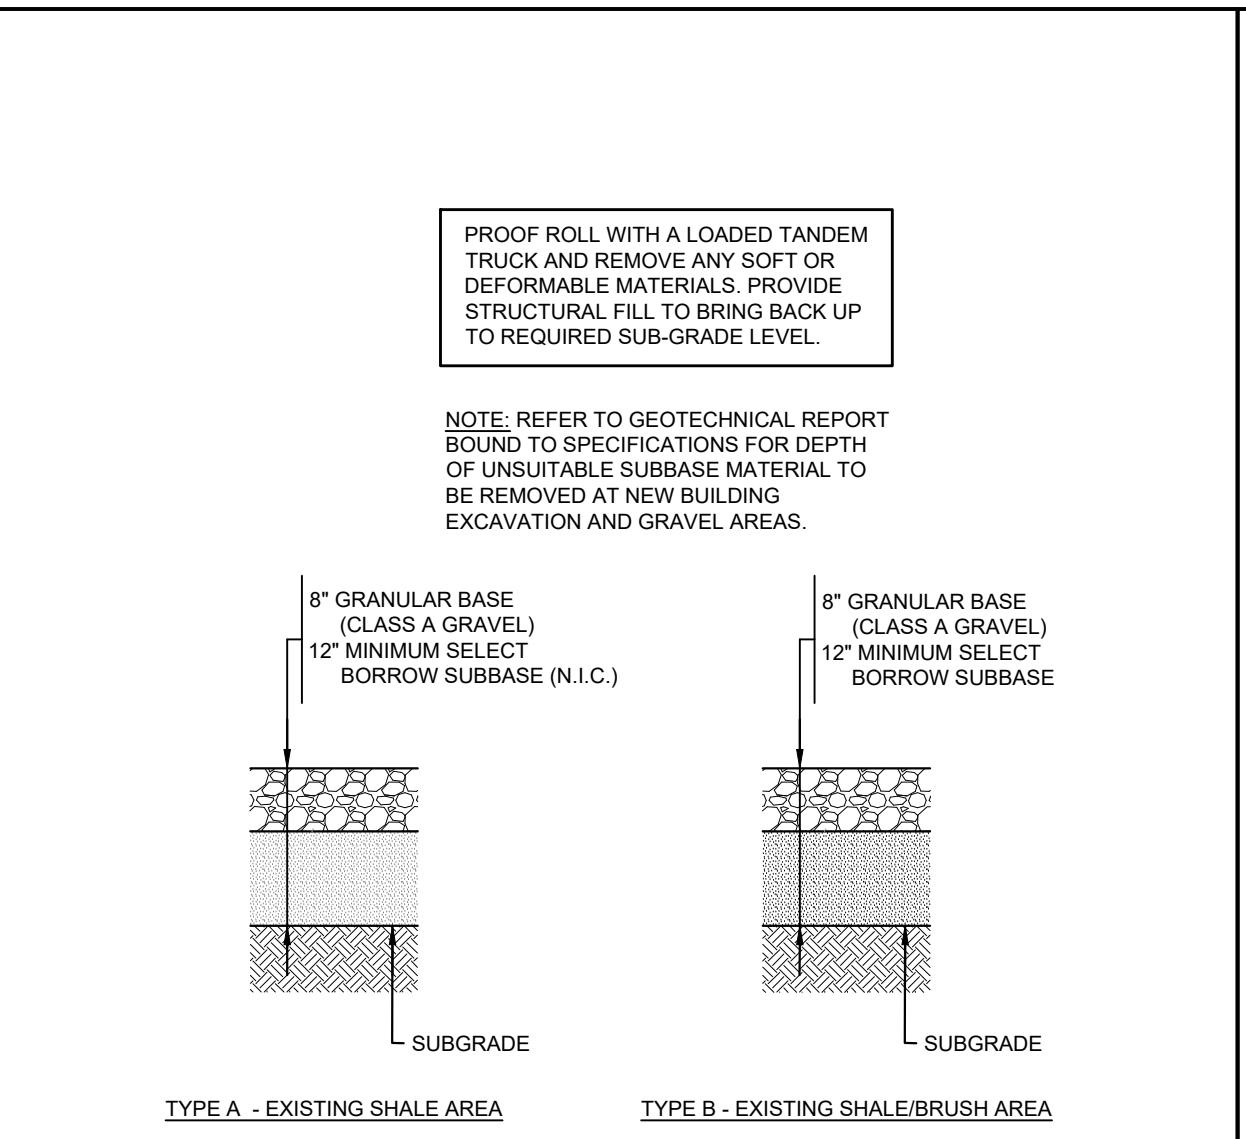 PROOF ROLL WITH A LOADED TANDEM
TRUCK AND REMOVE ANY SOFT OR
DEFORMABLE MATERIALS. PROVIDE
STRUCTURAL FILL TO BRING BACK UP
TO REQUIRED SUB-GRADE LEVEL.
NOTE: REFER TO GEOTECHNICAL REPORT
BOUND TO SPECIFICATIONS FOR DEPTH
OF UNSUITABLE SUBBASE MATERIAL TO
BE REMOVED AT NEW BUILDING
EXCAVATION AND GRAVEL AREAS.
8" GRANULAR BASE
(CLASS A GRAVEL)
12" MINIMUM SELECT
BORROW SUBBASE (N.I.C.)
SUBGRADE
TYPE A - EXISTING SHALE AREA
8" GRANULAR BASE
(CLASS A GRAVEL)
12" MINIMUM SELECT
BORROW SUBBASE
SUBGRADE
TYPE B - EXISTING SHALE/BRUSH AREA